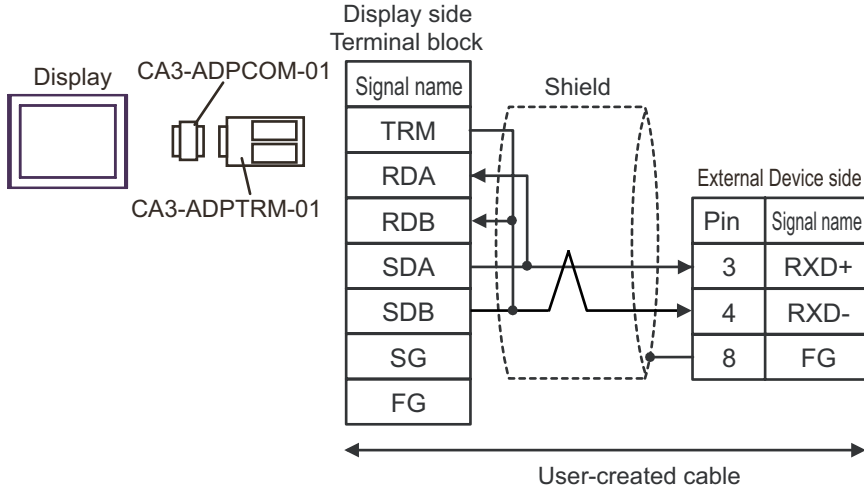 Display side
Terminal block
Display
CA3-ADPCOM-01
CA3-ADPTRM-01
Signal name
TRM
RDA
RDB
SDA
SDB
SG
FG
Shield
External Device side
Pin Signal name
3 RXD+
4 RXD-
8 FG
User-created cable